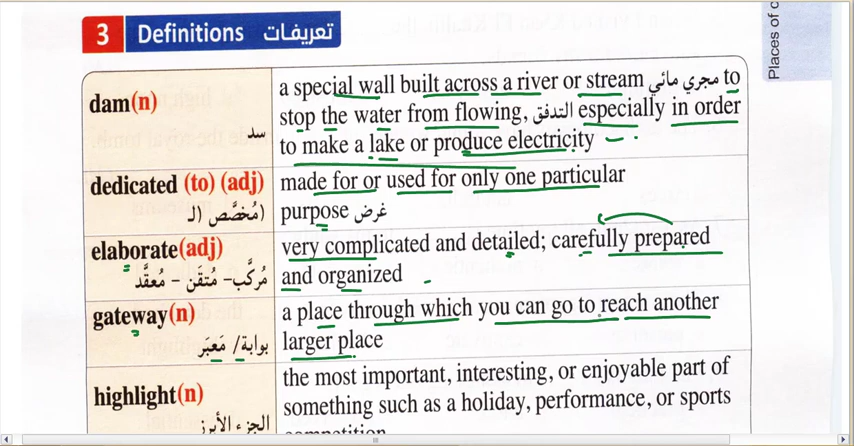 3 Definitions تعريفات
Places of
dam(n)
سد
a special wall built across a river or stream مجري مائي to
stop the water from flowing, التدفق especially in order
to make a lake or produce electricity
dedicated (to) (adj)
مُخصَّص لـ
made for or used for only one particular
purpose غرض
elaborate(adj)
مُركَّب- مُتقَن - مُعقَّد
very complicated and detailed; carefully prepared
and organized
gateway(n)
بوابة/ مَعبَر
a place through which you can go to reach another
larger place
highlight(n)
الجزء الأبرز
the most important, interesting, or enjoyable part of
something such as a holiday, performance, or sports
competition